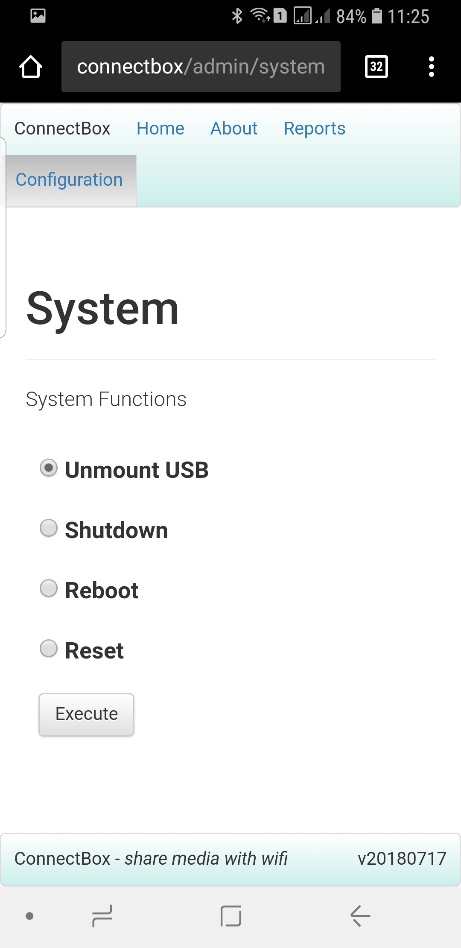 84% 11:25
connectbox/admin/system 32
ConnectBox Home About Reports
Configuration
System
System Functions
Unmount USB
Shutdown
Reboot
Reset
Execute
ConnectBox - share media with wifi v20180717